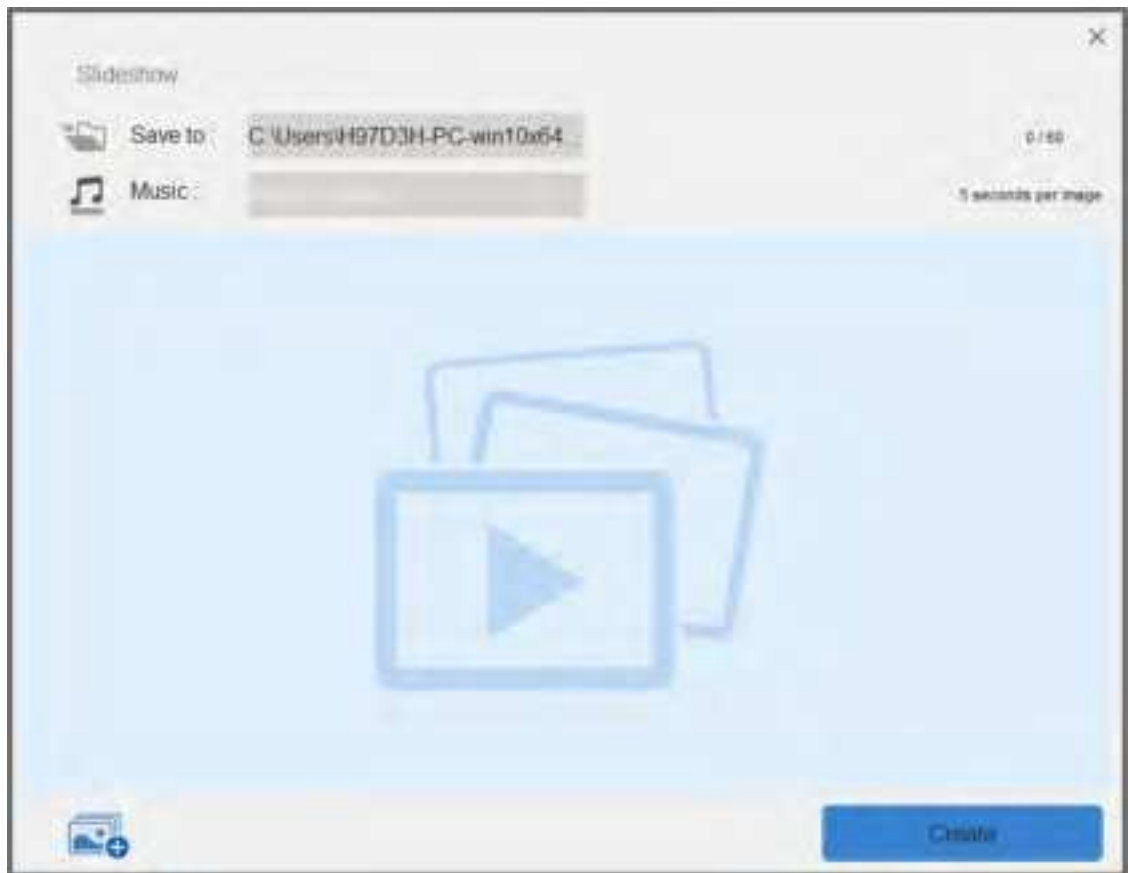 Slideshow
Save to : C:\Users\H97D3H-PC-win10x64...
0 / 60
Music :
5 seconds per image
Create